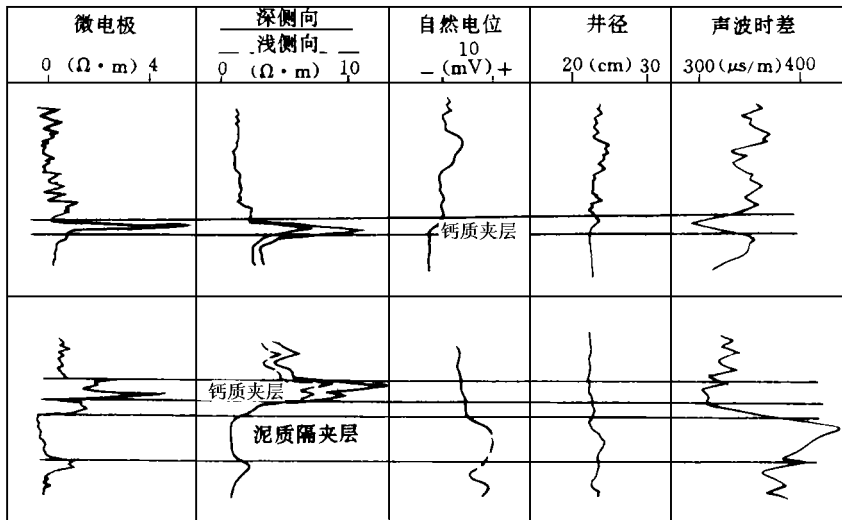 微电极
0 (Ω·m) 4
深侧向
浅侧向
0 (Ω·m) 10
自然电位
10
- (mV) +
井径
20 (cm) 30
声波时差
300 (μs/m) 400
钙质夹层
钙质夹层
泥质隔夹层